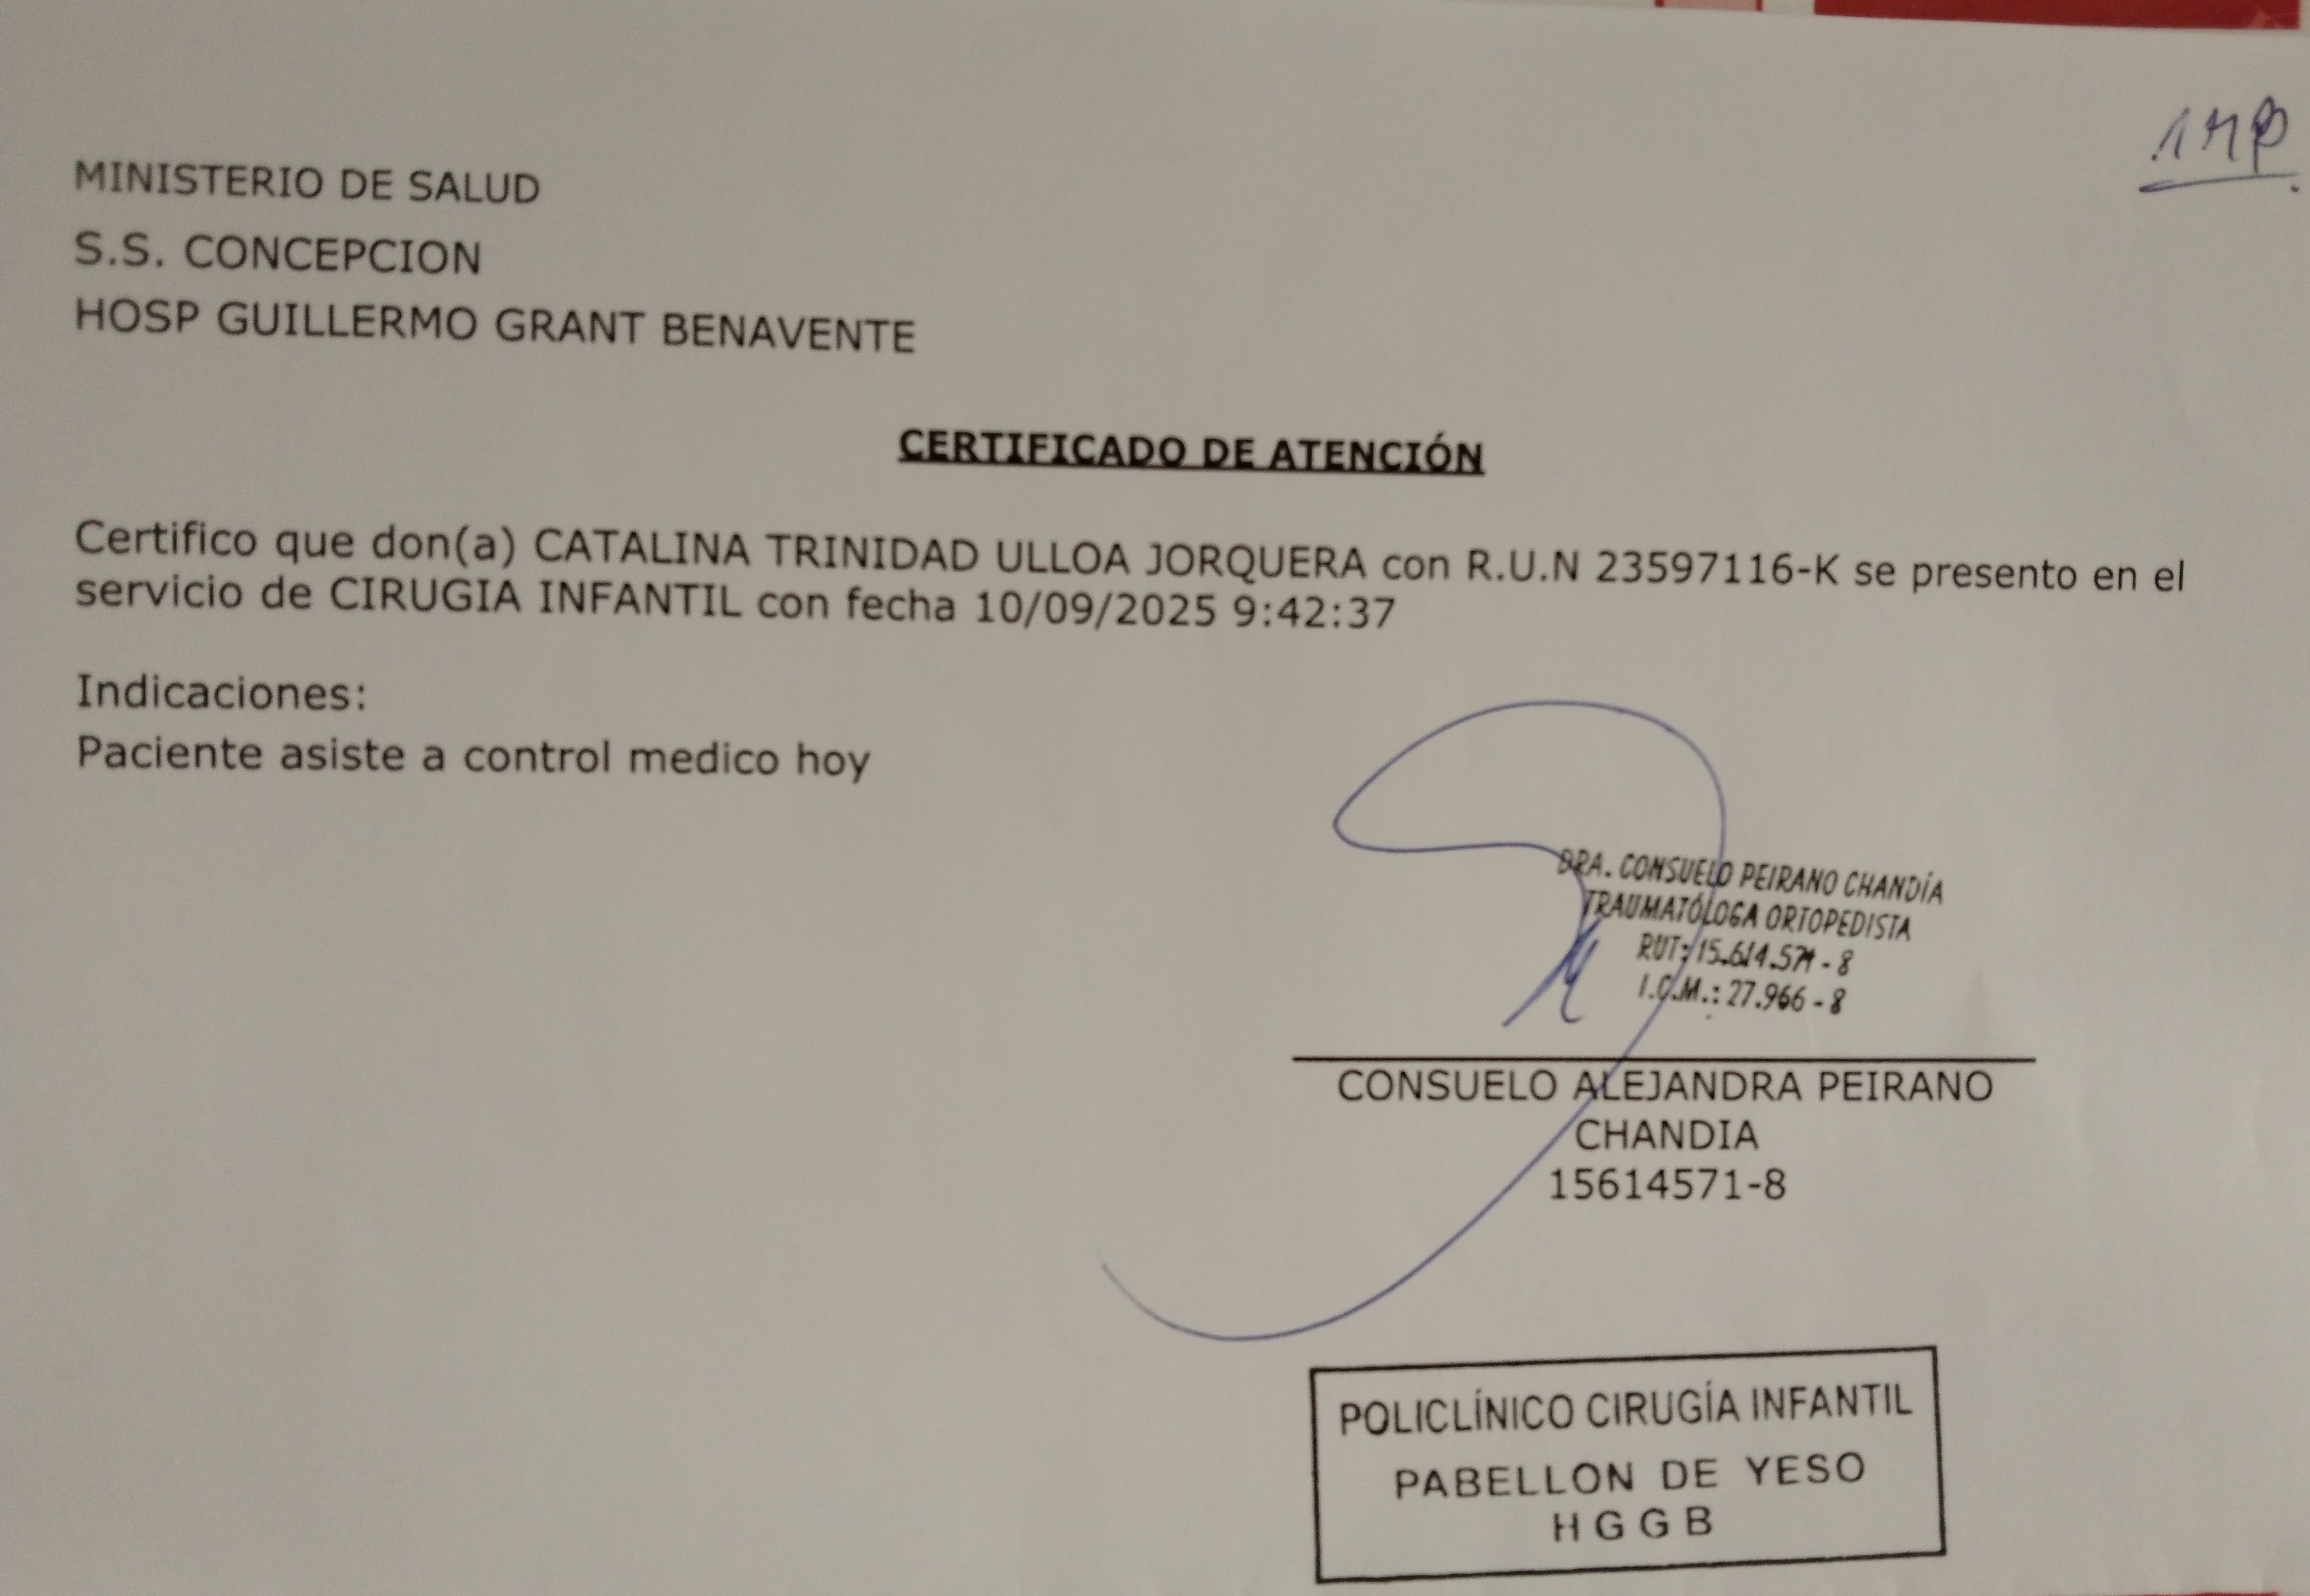 MINISTERIO DE SALUD
S.S. CONCEPCION
HOSP GUILLERMO GRANT BENAVENTE
CERTIFICADO DE ATENCIÓN
Certifico que don(a) CATALINA TRINIDAD ULLOA JORQUERA con R.U.N 23597116-K se presento en el
servicio de CIRUGIA INFANTIL con fecha 10/09/2025 9:42:37
Indicaciones:
Paciente asiste a control medico hoy
DRA. CONSUELO PEIRANO CHANDÍA
TRAUMATÓLOGA ORTOPEDISTA
RUT: 15.614.571 - 8
I.C.M.: 27.966 - 8
CONSUELO ALEJANDRA PEIRANO
CHANDIA
15614571-8
POLICLÍNICO CIRUGÍA INFANTIL
PABELLON DE YESO
HGGB